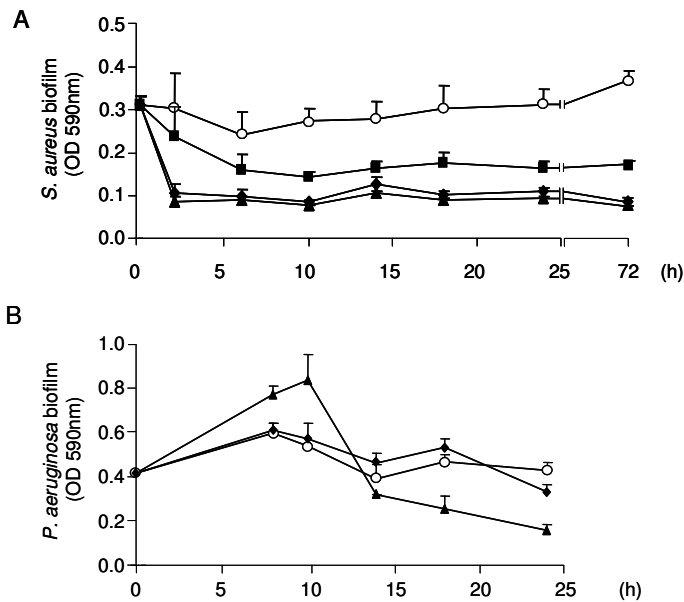 A
S. aureus biofilm
(OD 590nm)
0.5
0.4
0.3
0.2
0.1
0.0
0 5 10 15 20 25 72 (h)
B
P. aeruginosa biofilm
(OD 590nm)
1.0
0.8
0.6
0.4
0.2
0.0
0 5 10 15 20 25 (h)